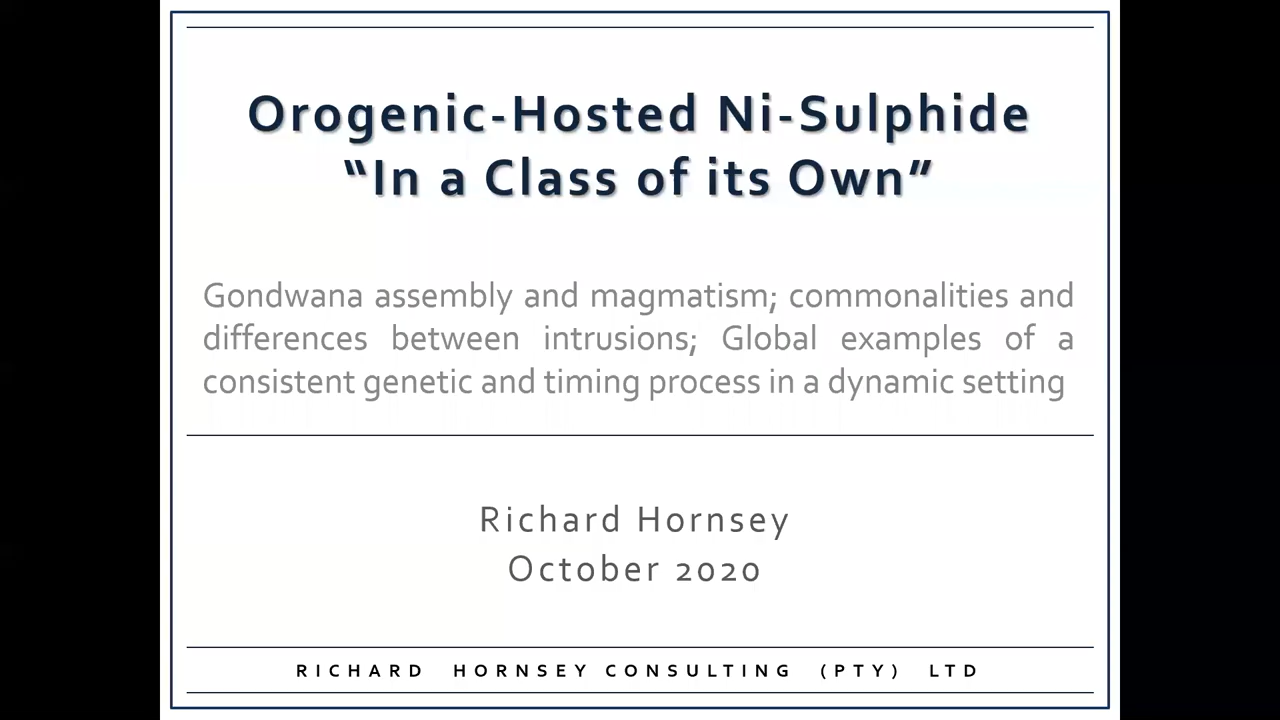 Orogenic-Hosted Ni-Sulphide
“In a Class of its Own”
Gondwana assembly and magmatism; commonalities and
differences between intrusions; Global examples of a
consistent genetic and timing process in a dynamic setting
Richard Hornsey
October 2020
RICHARD HORNSEY CONSULTING (PTY) LTD